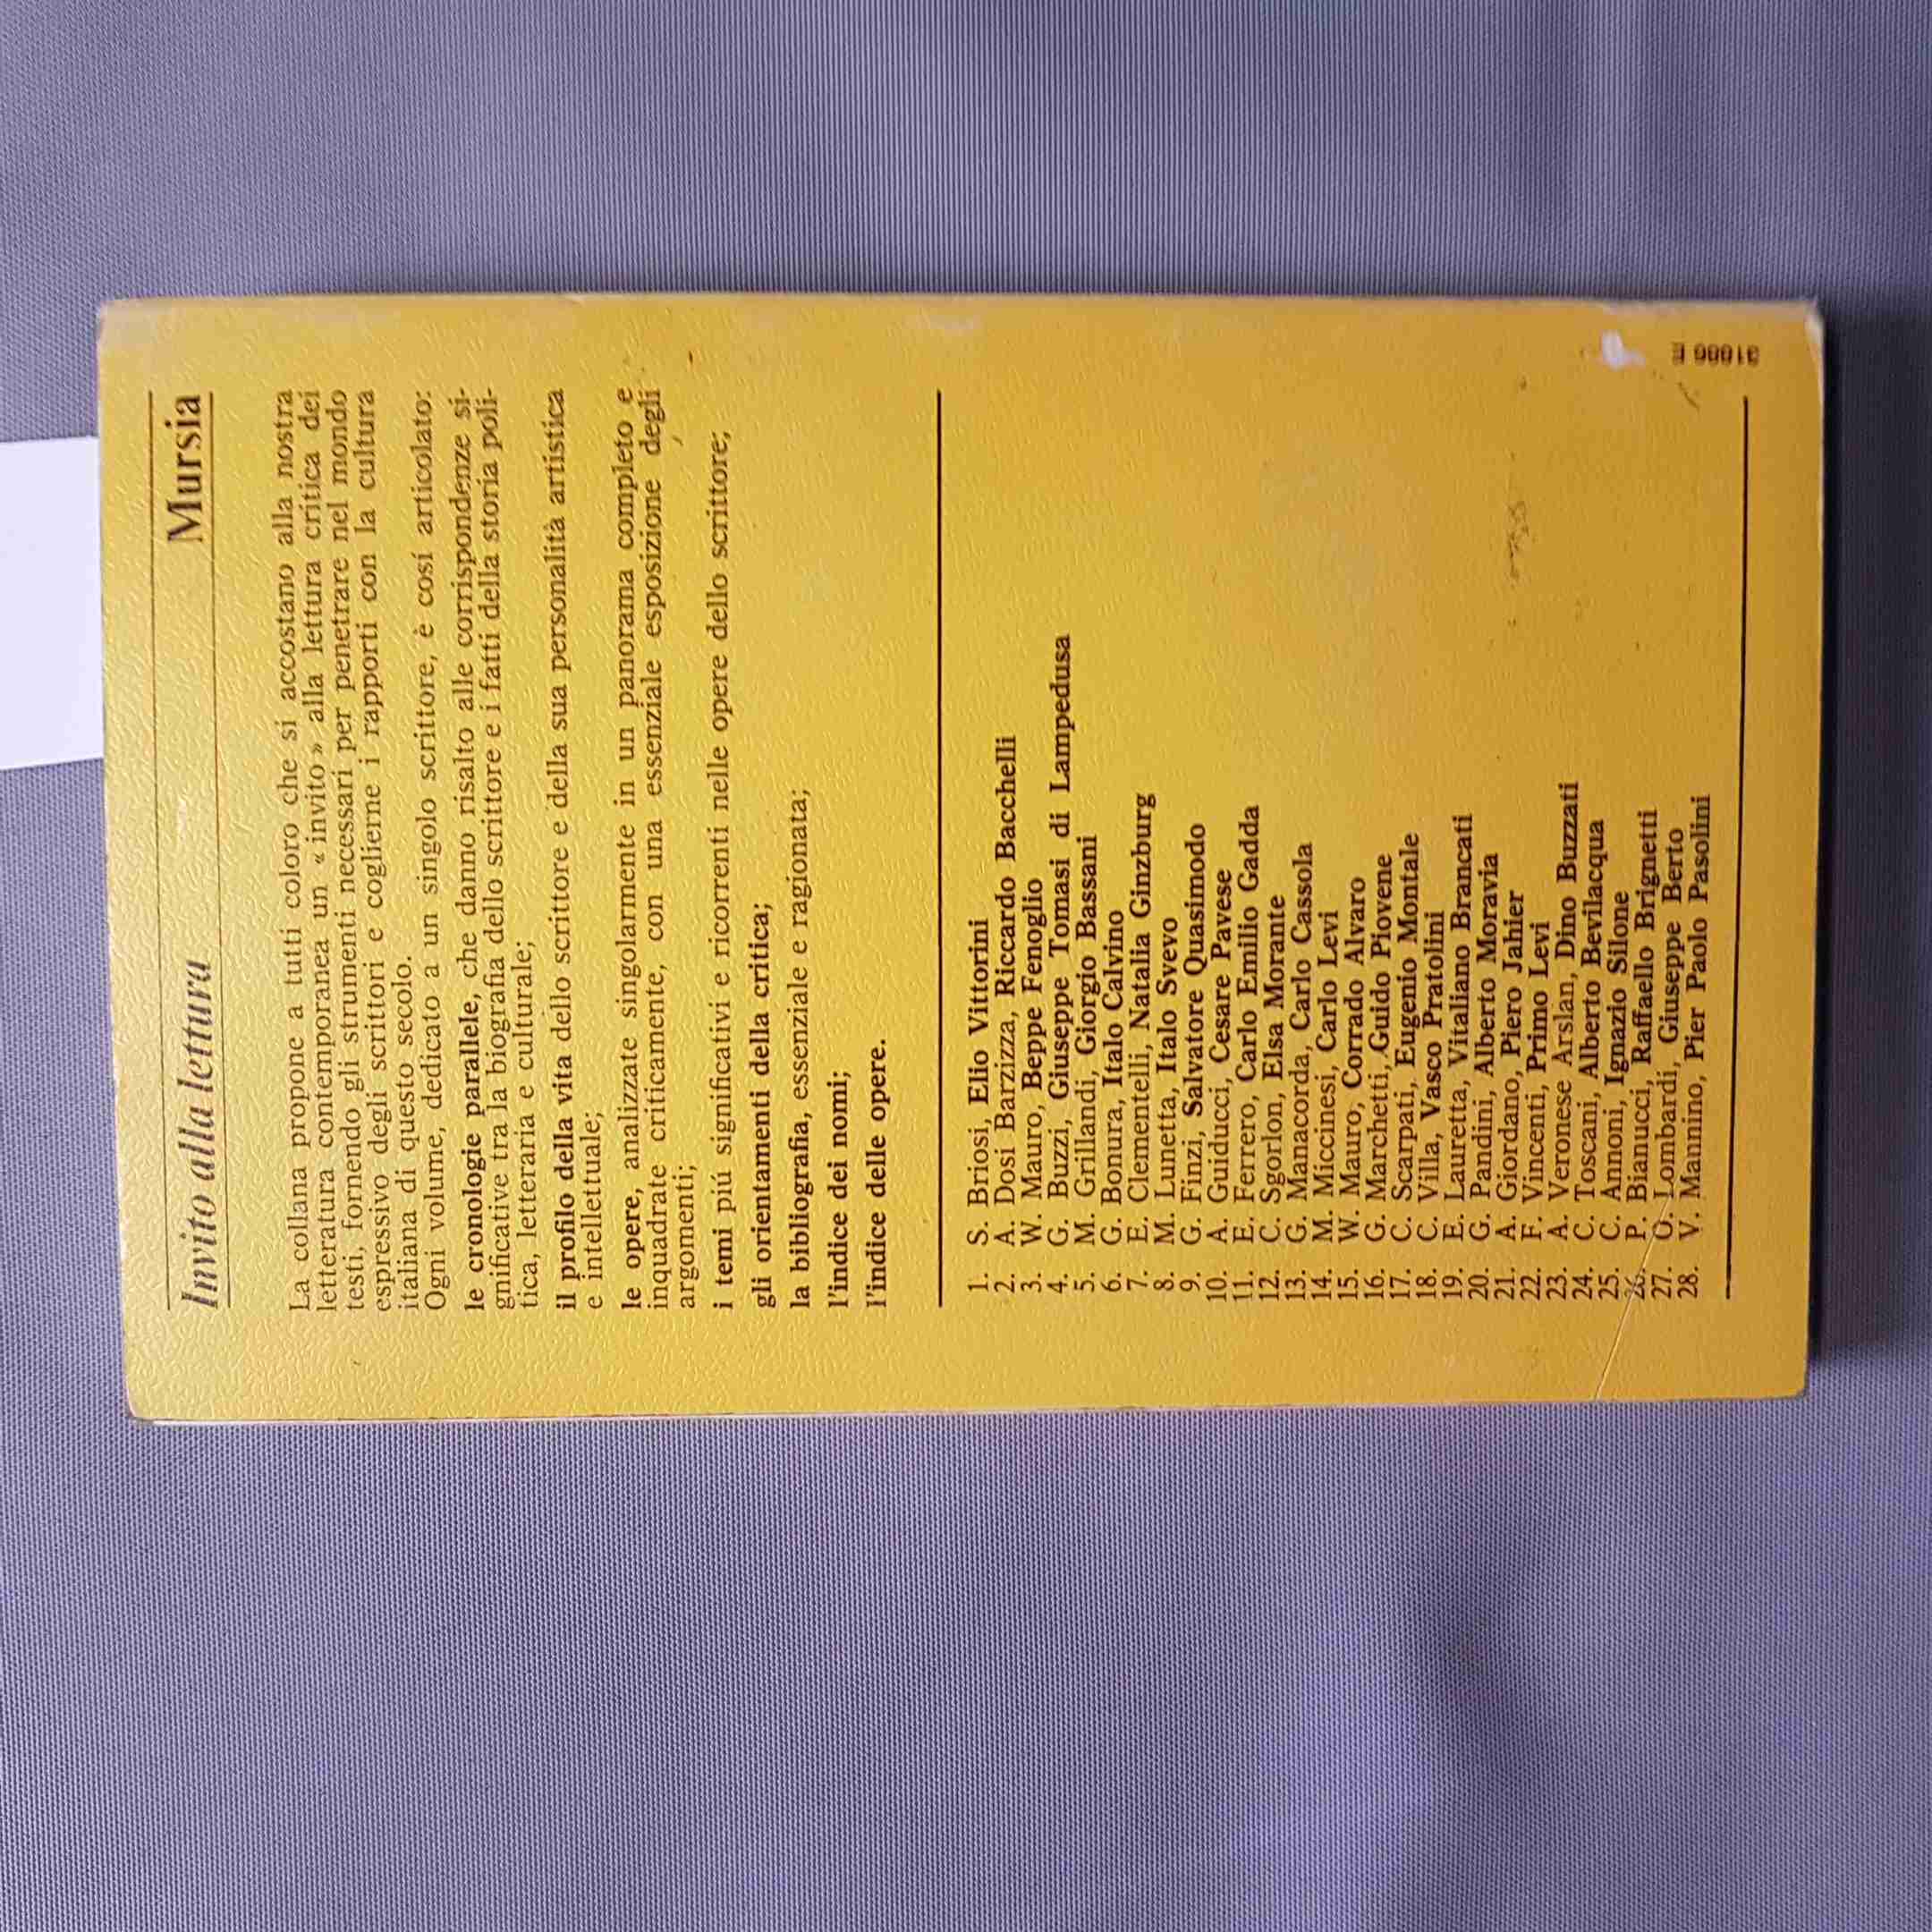 Invito alla lettura Mursia
La collana propone a tutti coloro che si accostano alla nostra
letteratura contemporanea un « invito » alla lettura critica dei
testi, fornendo gli strumenti necessari per penetrare nel mondo
espressivo degli scrittori e coglierne i rapporti con la cultura
italiana di questo secolo.
Ogni volume, dedicato a un singolo scrittore, è cosí articolato:
le cronologie parallele, che danno risalto alle corrispondenze si-
gnificative tra la biografia dello scrittore e i fatti della storia poli-
tica, letteraria e culturale;
il profilo della vita dello scrittore e della sua personalità artistica
e intellettuale;
le opere, analizzate singolarmente in un panorama completo e
inquadrate criticamente, con una essenziale esposizione degli
argomenti;
i temi piú significativi e ricorrenti nelle opere dello scrittore;
gli orientamenti della critica;
la bibliografia, essenziale e ragionata;
l'indice dei nomi;
l'indice delle opere.
1. S. Briosi, Elio Vittorini
2. A. Dosi Barzizza, Riccardo Bacchelli
3. W. Mauro, Beppe Fenoglio
4. G. Buzzi, Giuseppe Tomasi di Lampedusa
5. M. Grillandi, Giorgio Bassani
6. G. Bonura, Italo Calvino
7. E. Clementelli, Natalia Ginzburg
8. M. Lunetta, Italo Svevo
9. G. Finzi, Salvatore Quasimodo
10. A. Guiducci, Cesare Pavese
11. E. Ferrero, Carlo Emilio Gadda
12. C. Sgorlon, Elsa Morante
13. G. Manacorda, Carlo Cassola
14. M. Miccinesi, Carlo Levi
15. W. Mauro, Corrado Alvaro
16. G. Marchetti, Guido Piovene
17. C. Scarpati, Eugenio Montale
18. C. Villa, Vasco Pratolini
19. E. Lauretta, Vitaliano Brancati
20. G. Pandini, Alberto Moravia
21. A. Giordano, Piero Jahier
22. F. Vincenti, Primo Levi
23. A. Veronese Arslan, Dino Buzzati
24. C. Toscani, Alberto Bevilacqua
25. C. Annoni, Ignazio Silone
26. P. Bianucci, Raffaello Brignetti
27. O. Lombardi, Giuseppe Berto
28. V. Mannino, Pier Paolo Pasolini